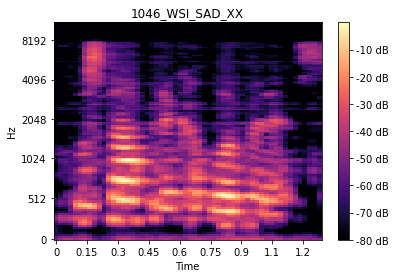 1046_WSI_SAD_XX
8192
4096
2048
1024
512
0
Hz
0 0.15 0.3 0.45 0.6 0.75 0.9 1.1 1.2
Time
-10 dB
-20 dB
-30 dB
-40 dB
-50 dB
-60 dB
-70 dB
-80 dB